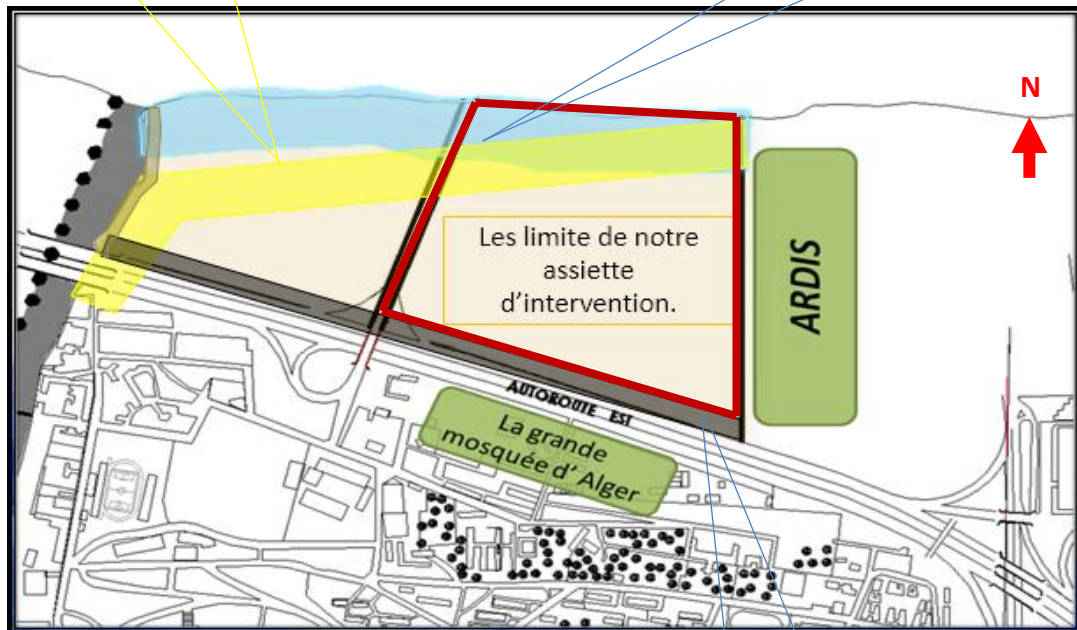 N
Les limite de notre
assiette
d'intervention.
ARDIS
AUTOROUTE EST
La grande
mosquée d' Alger